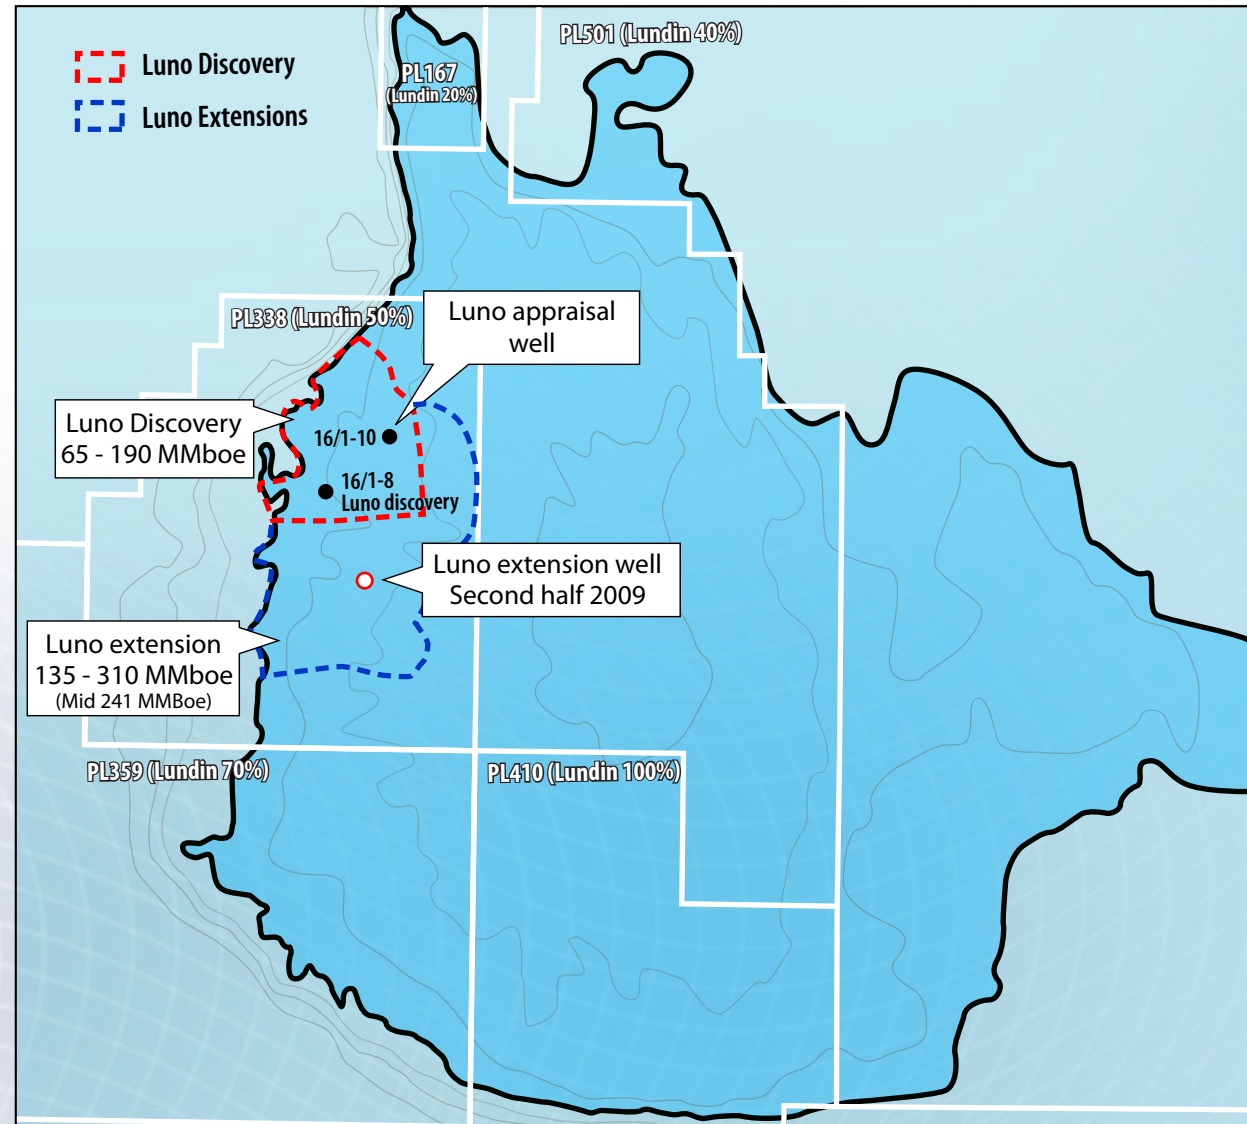 PL501 (Lundin 40%)
Luno Discovery
PL167
(Lundin 20%)
Luno Extensions
PL338 (Lundin 50%)
Luno appraisal
well
Luno Discovery
65 - 190 MMboe
16/1-10
16/1-8
Luno discovery
Luno extension well
Second half 2009
Luno extension
135 - 310 MMboe
(Mid 241 MMBoe)
PL359 (Lundin 70%)
PL410 (Lundin 100%)